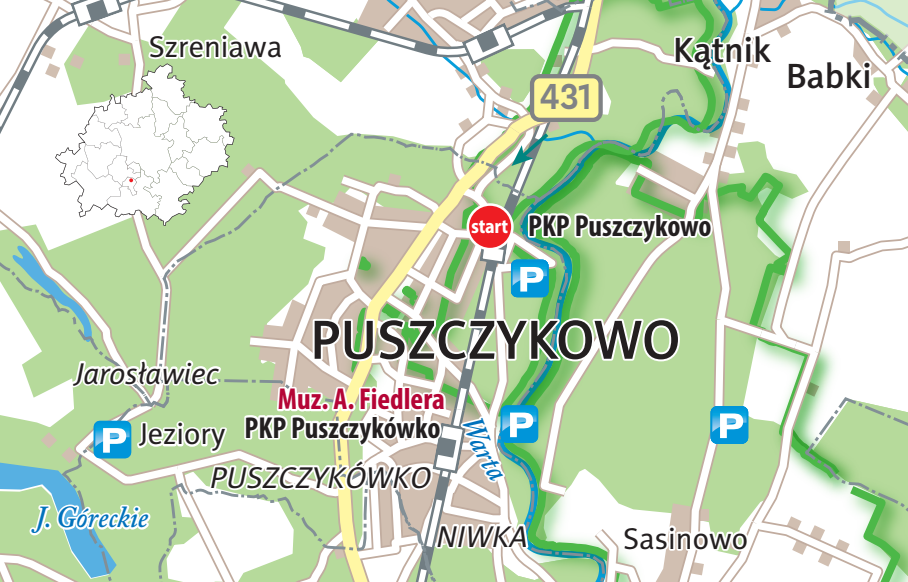 Szreniawa
Kątnik
Babki
431
start
PKP Puszczykowo
P
PUSZCZYKOWO
Jarosławiec
Muz. A. Fiedlera
PKP Puszczykówko
Warta
P
P
P
Jeziory
PUSZCZYKÓWKO
J. Góreckie
NIWKA
Sasinowo